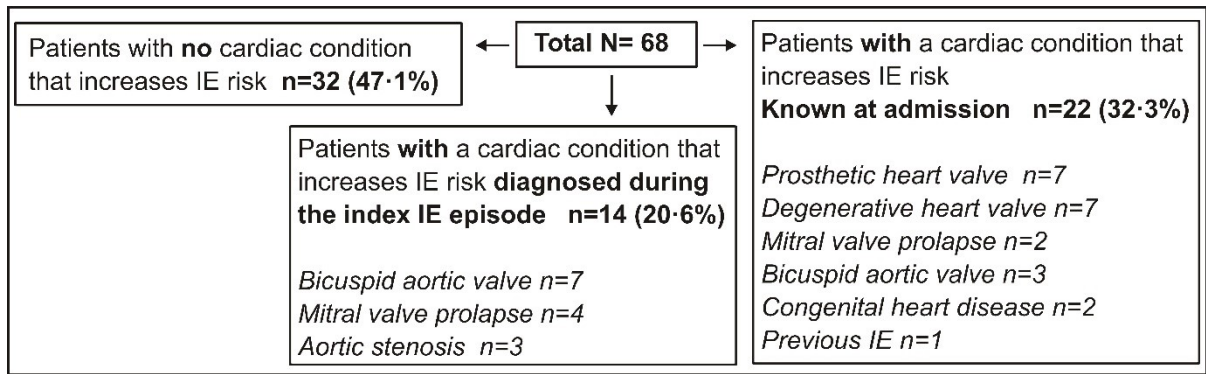 Total N= 68
Patients with no cardiac condition
that increases IE risk n=32 (47·1%)
Patients with a cardiac condition that
increases IE risk diagnosed during
the index IE episode n=14 (20·6%)
Bicuspid aortic valve n=7
Mitral valve prolapse n=4
Aortic stenosis n=3
Patients with a cardiac condition that
increases IE risk
Known at admission n=22 (32·3%)
Prosthetic heart valve n=7
Degenerative heart valve n=7
Mitral valve prolapse n=2
Bicuspid aortic valve n=3
Congenital heart disease n=2
Previous IE n=1